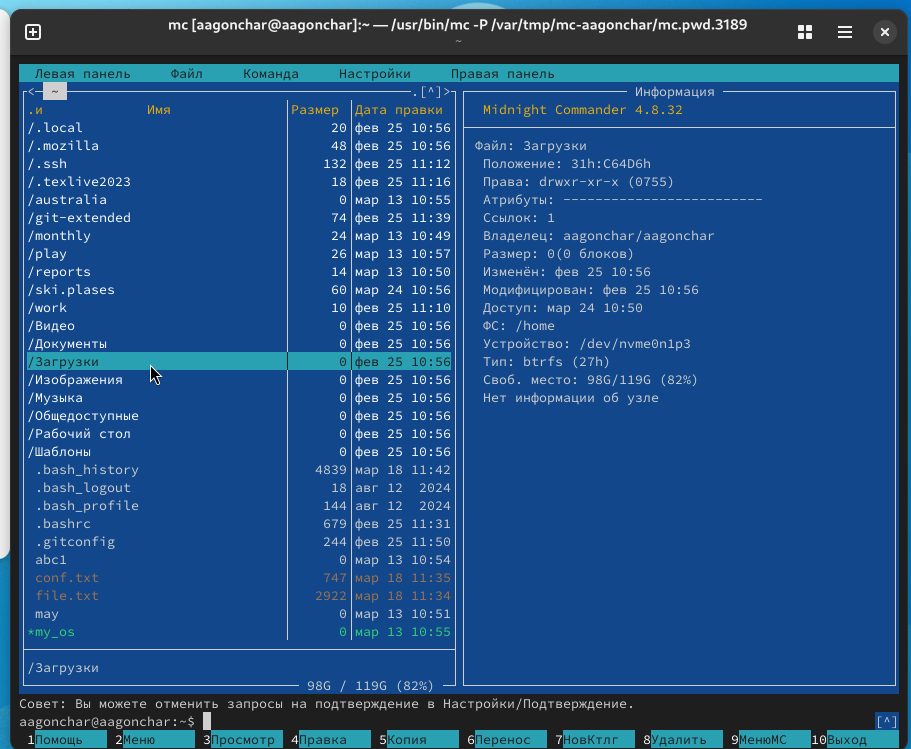 mc [aagonchar@aagonchar]:~ — /usr/bin/mc -P /var/tmp/mc-aagonchar/mc.pwd.3189
~
Левая панель Файл Команда Настройки Правая панель
<- ~ .[^]>
.и Имя Размер Дата правки
/.local 20 фев 25 10:56
/.mozilla 48 фев 25 10:56
/.ssh 132 фев 25 11:12
/.texlive2023 18 фев 25 11:16
/australia 0 мар 13 10:55
/git-extended 74 фев 25 11:39
/monthly 24 мар 13 10:49
/play 26 мар 13 10:57
/reports 14 мар 13 10:50
/ski.plases 60 мар 24 10:56
/work 10 фев 25 11:10
/Видео 0 фев 25 10:56
/Документы 0 фев 25 10:56
/Загрузки 0 фев 25 10:56
/Изображения 0 фев 25 10:56
/Музыка 0 фев 25 10:56
/Общедоступные 0 фев 25 10:56
/Рабочий стол 0 фев 25 10:56
/Шаблоны 0 фев 25 10:56
.bash_history 4839 мар 18 11:42
.bash_logout 18 авг 12 2024
.bash_profile 144 авг 12 2024
.bashrc 679 фев 25 11:31
.gitconfig 244 фев 25 11:50
abc1 0 мар 13 10:54
conf.txt 747 мар 18 11:35
file.txt 2922 мар 18 11:34
may 0 мар 13 10:51
*my_os 0 мар 13 10:55
/Загрузки
98G / 119G (82%)
Информация
Midnight Commander 4.8.32
Файл: Загрузки
Положение: 31h:C64D6h
Права: drwxr-xr-x (0755)
Атрибуты: -------------------------
Ссылок: 1
Владелец: aagonchar/aagonchar
Размер: 0(0 блоков)
Изменён: фев 25 10:56
Модифицирован: фев 25 10:56
Доступ: мар 24 10:50
ФС: /home
Устройство: /dev/nvme0n1p3
Тип: btrfs (27h)
Своб. место: 98G/119G (82%)
Нет информации об узле
Совет: Вы можете отменить запросы на подтверждение в Настройки/Подтверждение.
aagonchar@aagonchar:~$ [^]
1Помощь 2Меню 3Просмотр 4Правка 5Копия 6Перенос 7НовКтлг 8Удалить 9МенюMC 10Выход